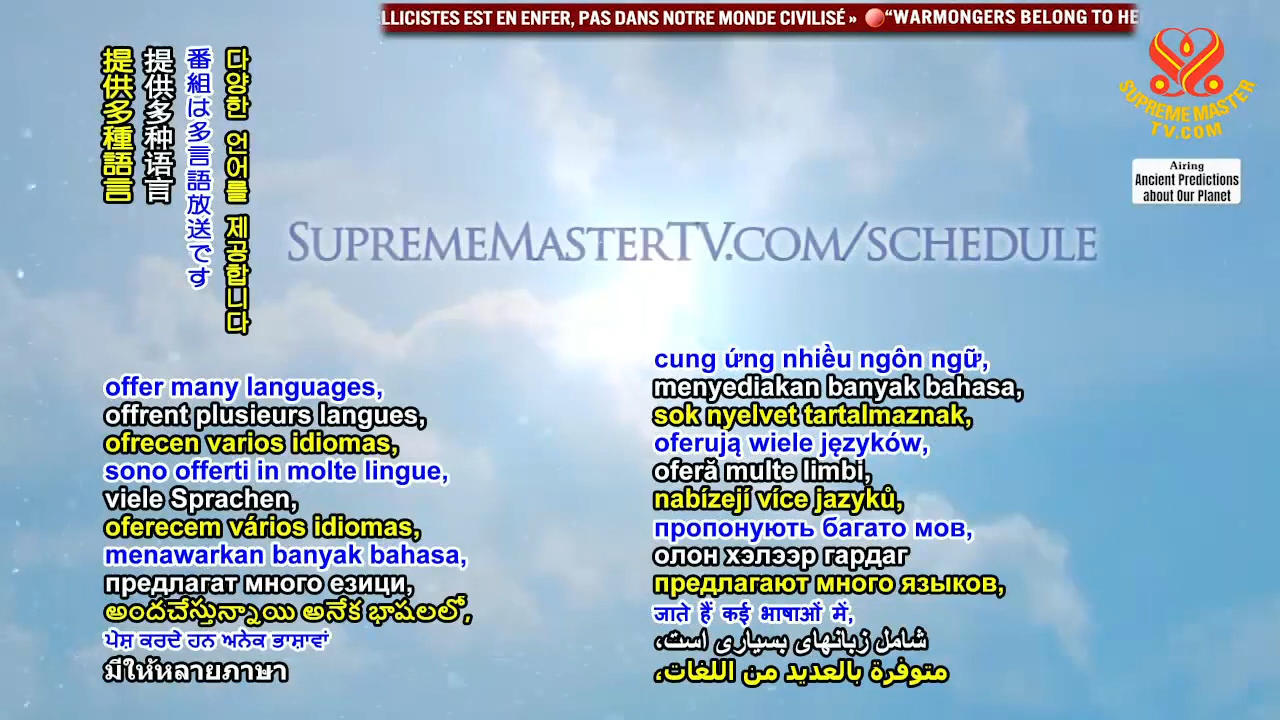 LLICISTES EST EN ENFER, PAS DANS NOTRE MONDE CIVILISÉ » 🔴“WARMONGERS BELONG TO HE
SUPREME MASTER
TV.COM
Airing
Ancient Predictions
about Our Planet
提供多種語言
提供多种语言
番組は多言語放送です
다양한 언어를 제공합니다
SUPREMEMASTERTV.COM/SCHEDULE
offer many languages,
offrent plusieurs langues,
ofrecen varios idiomas,
sono offerti in molte lingue,
viele Sprachen,
oferecem vários idiomas,
menawarkan banyak bahasa,
предлагат много езици,
అందచేస్తున్నాయి అనేక భాషలలో,
ਪੇਸ਼ ਕਰਦੇ ਹਨ ਅਨੇਕ ਭਾਸ਼ਾਵਾਂ
มีให้หลายภาษา
cung ứng nhiều ngôn ngữ,
menyediakan banyak bahasa,
sok nyelvet tartalmaznak,
oferują wiele języków,
oferă multe limbi,
nabízejí více jazyků,
пропонують багато мов,
олон хэлээр гардаг
предлагают много языков,
जाते हैं कई भाषाओं में,
شامل زبانهای بسیاری است،
متوفرة بالعديد من اللغات،